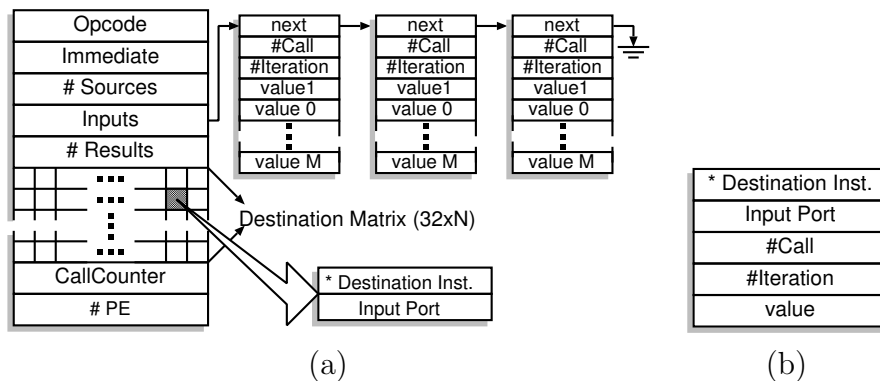 Opcode
Immediate
# Sources
Inputs
# Results
CallCounter
# PE
next
#Call
#Iteration
value1
value 0
value M
next
#Call
#Iteration
value1
value 0
value M
next
#Call
#Iteration
value1
value 0
value M
Destination Matrix (32xN)
* Destination Inst.
Input Port
(a)
* Destination Inst.
Input Port
#Call
#Iteration
value
(b)